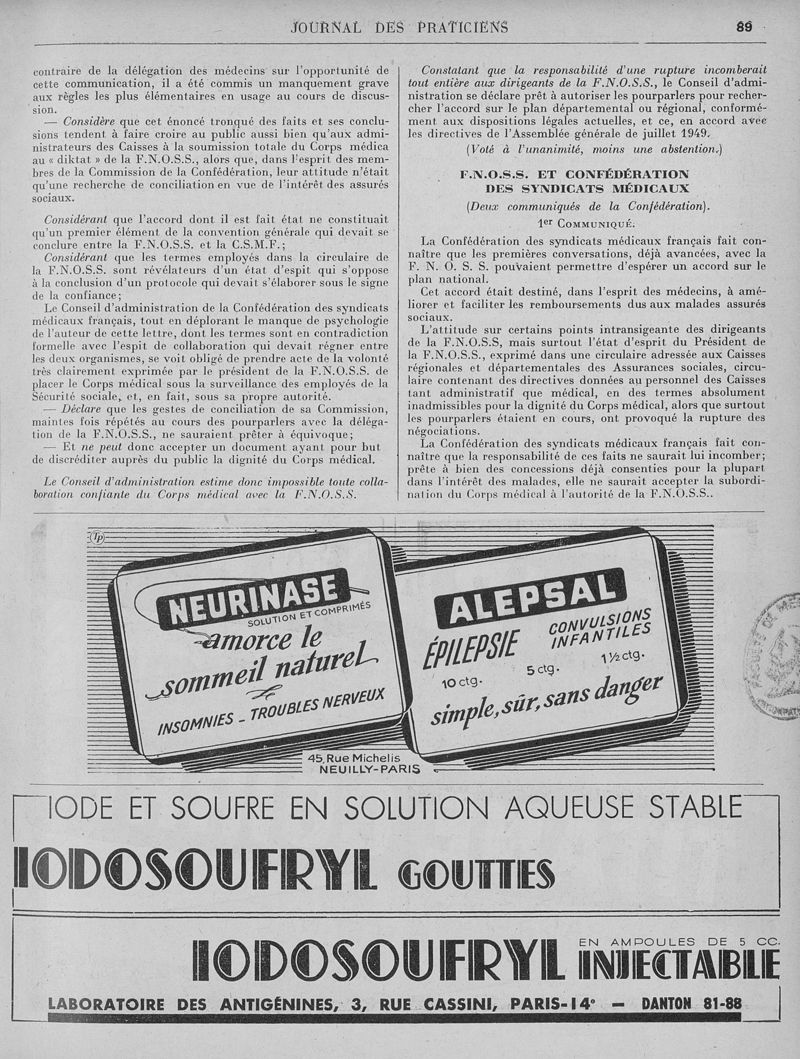 JOURNAL DES PRATICIENS
89
contraire de la délégation des médecins sur l'opportunité de
cette communication, il a été commis un manquement grave
aux règles les plus élémentaires en usage au cours de discus-
sion.
— Considère que cet énoncé tronqué des faits et ses conclu-
sions tendent à faire croire au public aussi bien qu'aux admi-
nistrateurs des Caisses à la soumission totale du Corps médica
au « diktat » de la F.N.O.S.S., alors que, dans l'esprit des mem-
bres de la Commission de la Confédération, leur attitude n'était
qu'une recherche de conciliation en vue de l'intérêt des assurés
sociaux.
Considérant que l'accord dont il est fait état ne constituait
qu'un premier élément de la convention générale qui devait se
conclure entre la F.N.O.S.S. et la C.S.M.F.;
Considérant que les termes employés dans la circulaire de
la F.N.O.S.S. sont révélateurs d'un état d'espit qui s'oppose
à la conclusion d'un protocole qui devait s'élaborer sous le signe
de la confiance;
Le Conseil d'administration de la Confédération des syndicats
médicaux français, tout en déplorant le manque de psychologie
de l'auteur de cette lettre, dont les termes sont en contradiction
formelle avec l'espit de collaboration qui devait régner entre
les deux organismes, se voit obligé de prendre acte de la volonté
très clairement exprimée par le président de la F.N.O.S.S. de
placer le Corps médical sous la surveillance des employés de la
Sécurité sociale, et, en fait, sous sa propre autorité.
— Déclare que les gestes de conciliation de sa Commission,
maintes fois répétés au cours des pourparlers avec la déléga-
tion de la F.N.O.S.S., ne sauraient prêter à équivoque;
— Et ne peut donc accepter un document ayant pour but
de discréditer auprès du public la dignité du Corps médical.
Le Conseil d'administration estime donc impossible toute colla-
boration confiante du Corps médical avec la F.N.O.S.S.
Constatant que la responsabilité d'une rupture incomberait
tout entière aux dirigeants de la F.N.O.S.S., le Conseil d'admi-
nistration se déclare prêt à autoriser les pourparlers pour recher-
cher l'accord sur le plan départemental ou régional, conformé-
ment aux dispositions légales actuelles, et ce, en accord avec
les directives de l'Assemblée générale de juillet 1949.
(Voté à l'unanimité, moins une abstention.)
F.N.O.S.S. ET CONFÉDÉRATION
DES SYNDICATS MÉDICAUX
(Deux communiqués de la Confédération).
1er COMMUNIQUÉ.
La Confédération des syndicats médicaux français fait con-
naître que les premières conversations, déjà avancées, avec la
F. N. O. S. S. pouvaient permettre d'espérer un accord sur le
plan national.
Cet accord était destiné, dans l'esprit des médecins, à amé-
liorer et faciliter les remboursements dus aux malades assurés
sociaux.
L'attitude sur certains points intransigeante des dirigeants
de la F.N.O.S.S, mais surtout l'état d'esprit du Président de
la F.N.O.S.S., exprimé dans une circulaire adressée aux Caisses
régionales et départementales des Assurances sociales, circu-
laire contenant des directives données au personnel des Caisses
tant administratif que médical, en des termes absolument
inadmissibles pour la dignité du Corps médical, alors que surtout
les pourparlers étaient en cours, ont provoqué la rupture des
négociations.
La Confédération des syndicats médicaux français fait con-
naître que la responsabilité de ces faits ne saurait lui incomber;
prête à bien des concessions déjà consenties pour la plupart
dans l'intérêt des malades, elle ne saurait accepter la subordi-
nation du Corps médical à l'autorité de la F.N.O.S.S..
NEURINASE
SOLUTION ET COMPRIMÉS
amorce le
sommeil naturel
INSOMNIES - TROUBLES NERVEUX
ALEPSAL
ÉPILEPSIE
CONVULSIONS
INFANTILES
10 ctg.
5 ctg.
1 ½ ctg.
simple, sûr, sans danger
45, Rue Michelis
NEUILLY-PARIS
IODE ET SOUFRE EN SOLUTION AQUEUSE STABLE
IODOSOUFRYL GOUTTES
IODOSOUFRYL EN AMPOULES DE 5 CC.
INJECTABLE
LABORATOIRE DES ANTIGÉNINES, 3, RUE CASSINI, PARIS-14e — DANTON 81-88